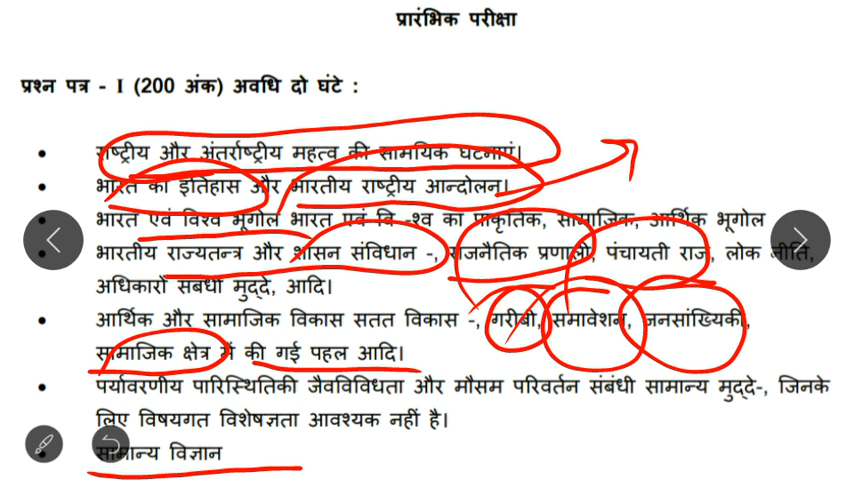 प्रारंभिक परीक्षा
प्रश्न पत्र - I (200 अंक) अवधि दो घंटे :
• राष्ट्रीय और अंतर्राष्ट्रीय महत्व की सामयिक घटनाएं।
• भारत का इतिहास और भारतीय राष्ट्रीय आन्दोलन।
• भारत एवं विश्व भूगोल भारत एवं वि -श्व का प्राकृतिक, सामाजिक, आर्थिक भूगोल
• भारतीय राज्यतन्त्र और शासन संविधान -, राजनैतिक प्रणाली, पंचायती राज, लोक नीति,
अधिकारों संबंधी मुद्दे, आदि।
• आर्थिक और सामाजिक विकास सतत विकास -, गरीबी, समावेशन, जनसांख्यिकी,
सामाजिक क्षेत्र में की गई पहल आदि।
• पर्यावरणीय पारिस्थितिकी जैवविविधता और मौसम परिवर्तन संबंधी सामान्य मुद्दे-, जिनके
लिए विषयगत विशेषज्ञता आवश्यक नहीं है।
• सामान्य विज्ञान